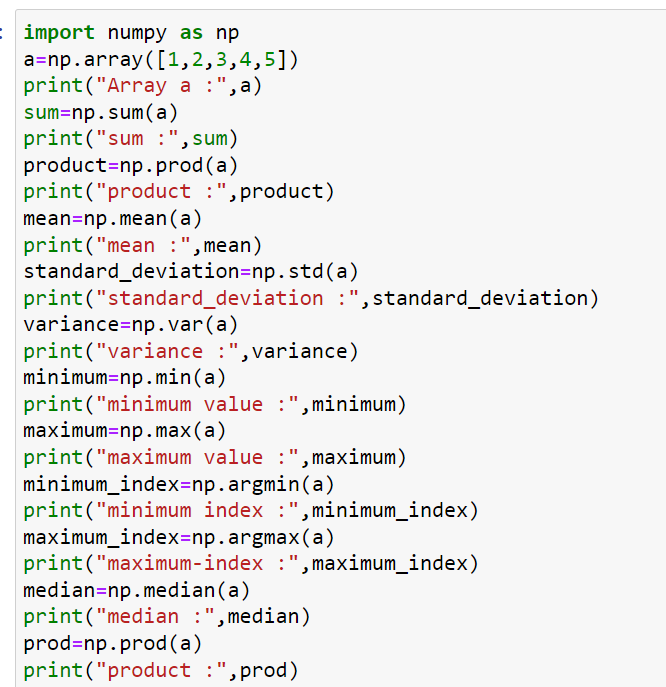 import numpy as np
a=np.array([1,2,3,4,5])
print("Array a :",a)
sum=np.sum(a)
print("sum :",sum)
product=np.prod(a)
print("product :",product)
mean=np.mean(a)
print("mean :",mean)
standard_deviation=np.std(a)
print("standard_deviation :",standard_deviation)
variance=np.var(a)
print("variance :",variance)
minimum=np.min(a)
print("minimum value :",minimum)
maximum=np.max(a)
print("maximum value :",maximum)
minimum_index=np.argmin(a)
print("minimum index :",minimum_index)
maximum_index=np.argmax(a)
print("maximum-index :",maximum_index)
median=np.median(a)
print("median :",median)
prod=np.prod(a)
print("product :",prod)